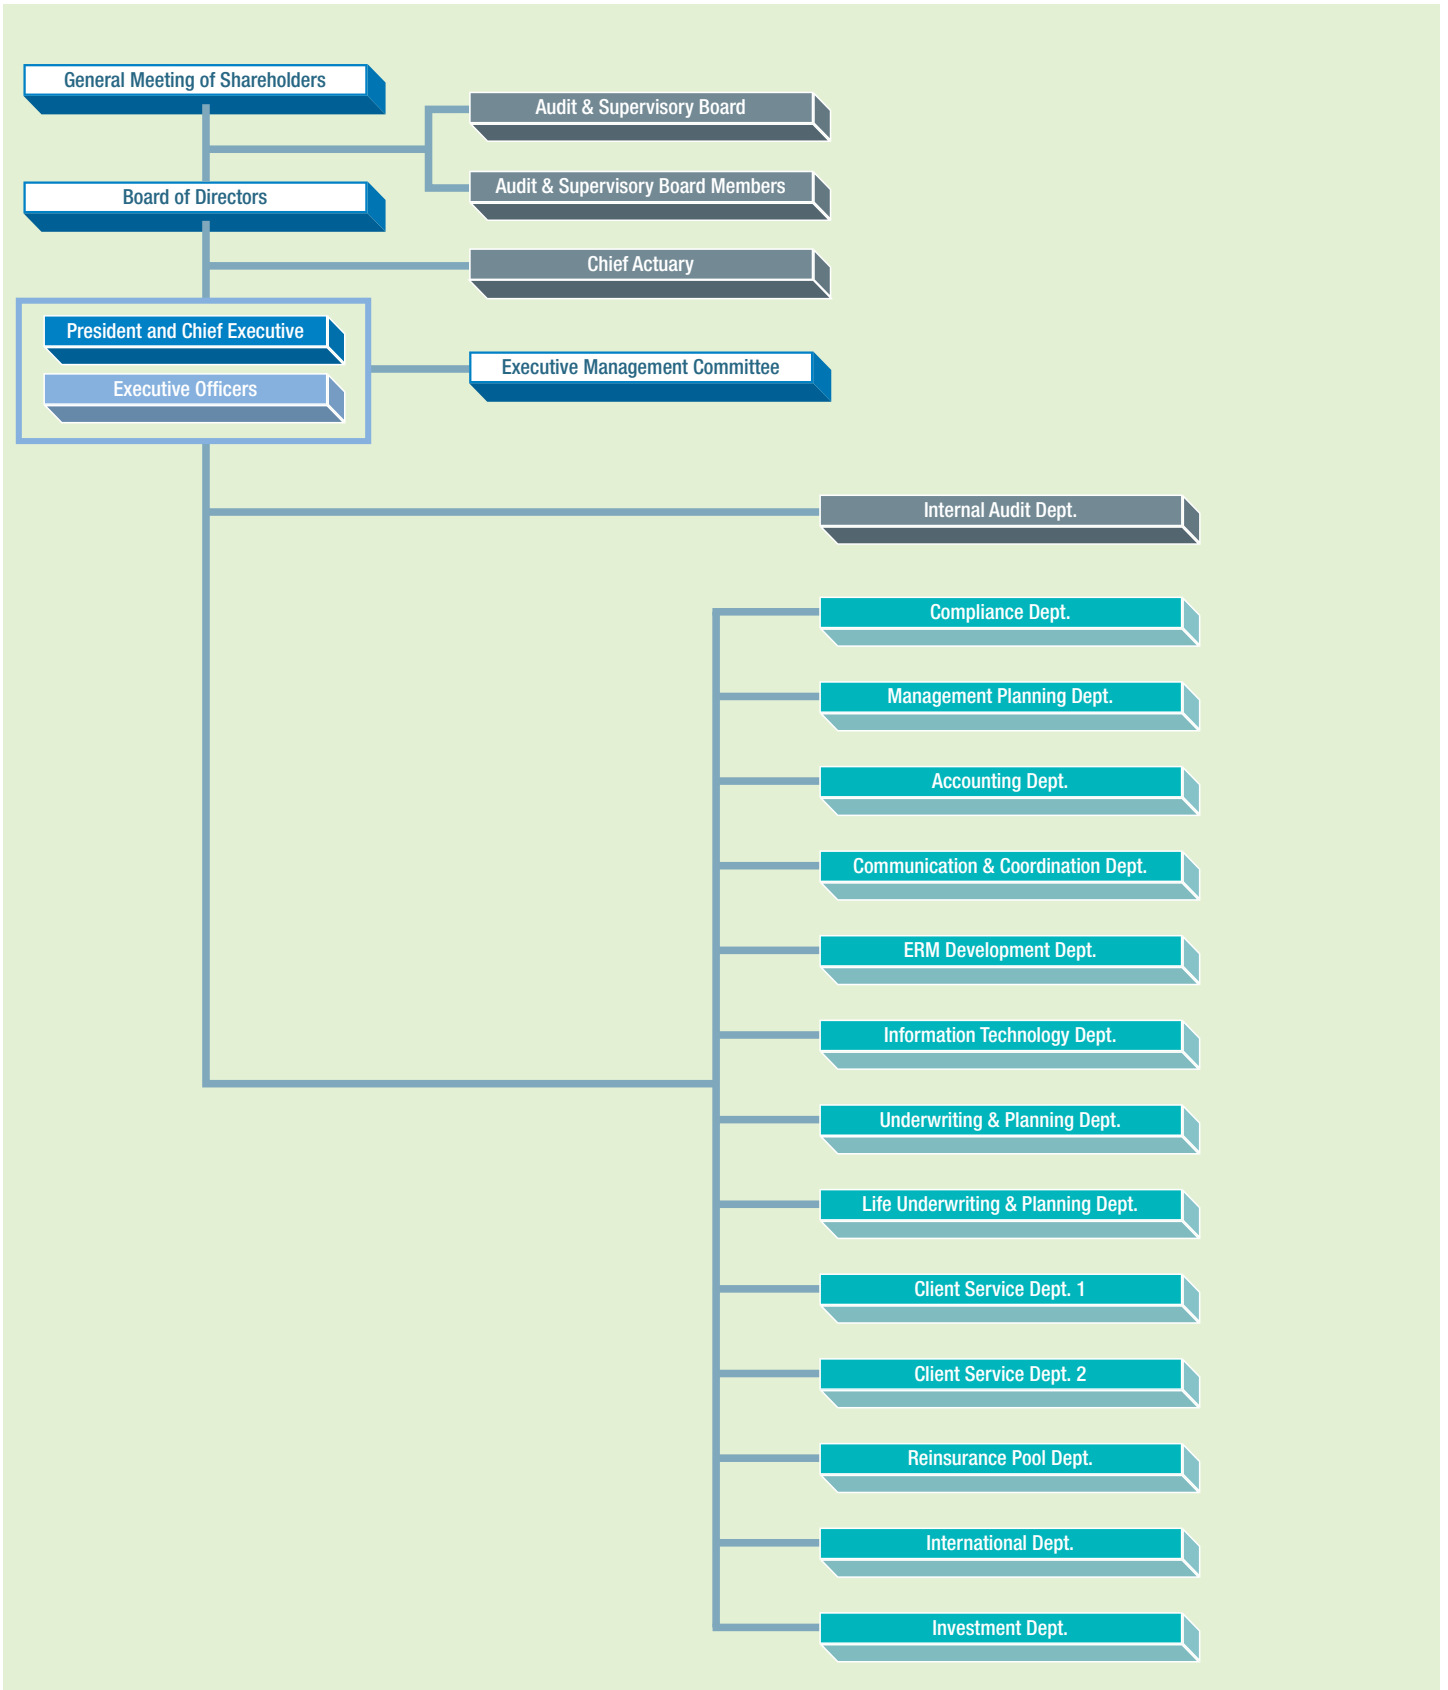 General Meeting of Shareholders
Audit & Supervisory Board
Audit & Supervisory Board Members
Board of Directors
Chief Actuary
President and Chief Executive
Executive Officers
Executive Management Committee
Internal Audit Dept.
Compliance Dept.
Management Planning Dept.
Accounting Dept.
Communication & Coordination Dept.
ERM Development Dept.
Information Technology Dept.
Underwriting & Planning Dept.
Life Underwriting & Planning Dept.
Client Service Dept. 1
Client Service Dept. 2
Reinsurance Pool Dept.
International Dept.
Investment Dept.